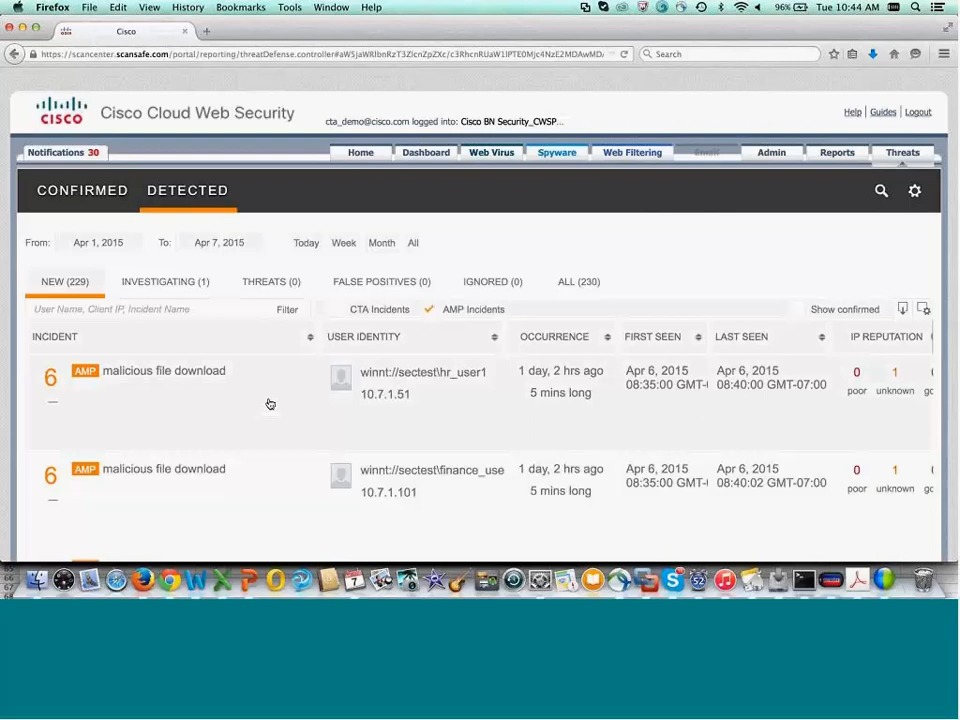 Firefox File Edit View History Bookmarks Tools Window Help 96% Tue 10:44 AM
Cisco
https://scancenter.scansafe.com/portal/reporting/threatDefense.controller Search
CISCO Cisco Cloud Web Security
cta_demo@cisco.com logged into: Cisco BN Security_CWSP...
Help | Guides | Logout
Notifications 30 Home Dashboard Web Virus Spyware Web Filtering Email Admin Reports Threats
CONFIRMED DETECTED
From: Apr 1, 2015 To: Apr 7, 2015 Today Week Month All
NEW (229) INVESTIGATING (1) THREATS (0) FALSE POSITIVES (0) IGNORED (0) ALL (230)
User Name, Client IP, Incident Name Filter CTA Incidents AMP Incidents Show confirmed
INCIDENT USER IDENTITY OCCURRENCE FIRST SEEN LAST SEEN IP REPUTATION
6 AMP malicious file download winnt://sectest\hr_user1 1 day, 2 hrs ago Apr 6, 2015 Apr 6, 2015 0 1
10.7.1.51 5 mins long 08:35:00 GMT-( 08:40:00 GMT-07:00 poor unknown gc
6 AMP malicious file download winnt://sectest\finance_use 1 day, 2 hrs ago Apr 6, 2015 Apr 6, 2015 0 1
10.7.1.101 5 mins long 08:35:00 GMT-( 08:40:02 GMT-07:00 poor unknown gc